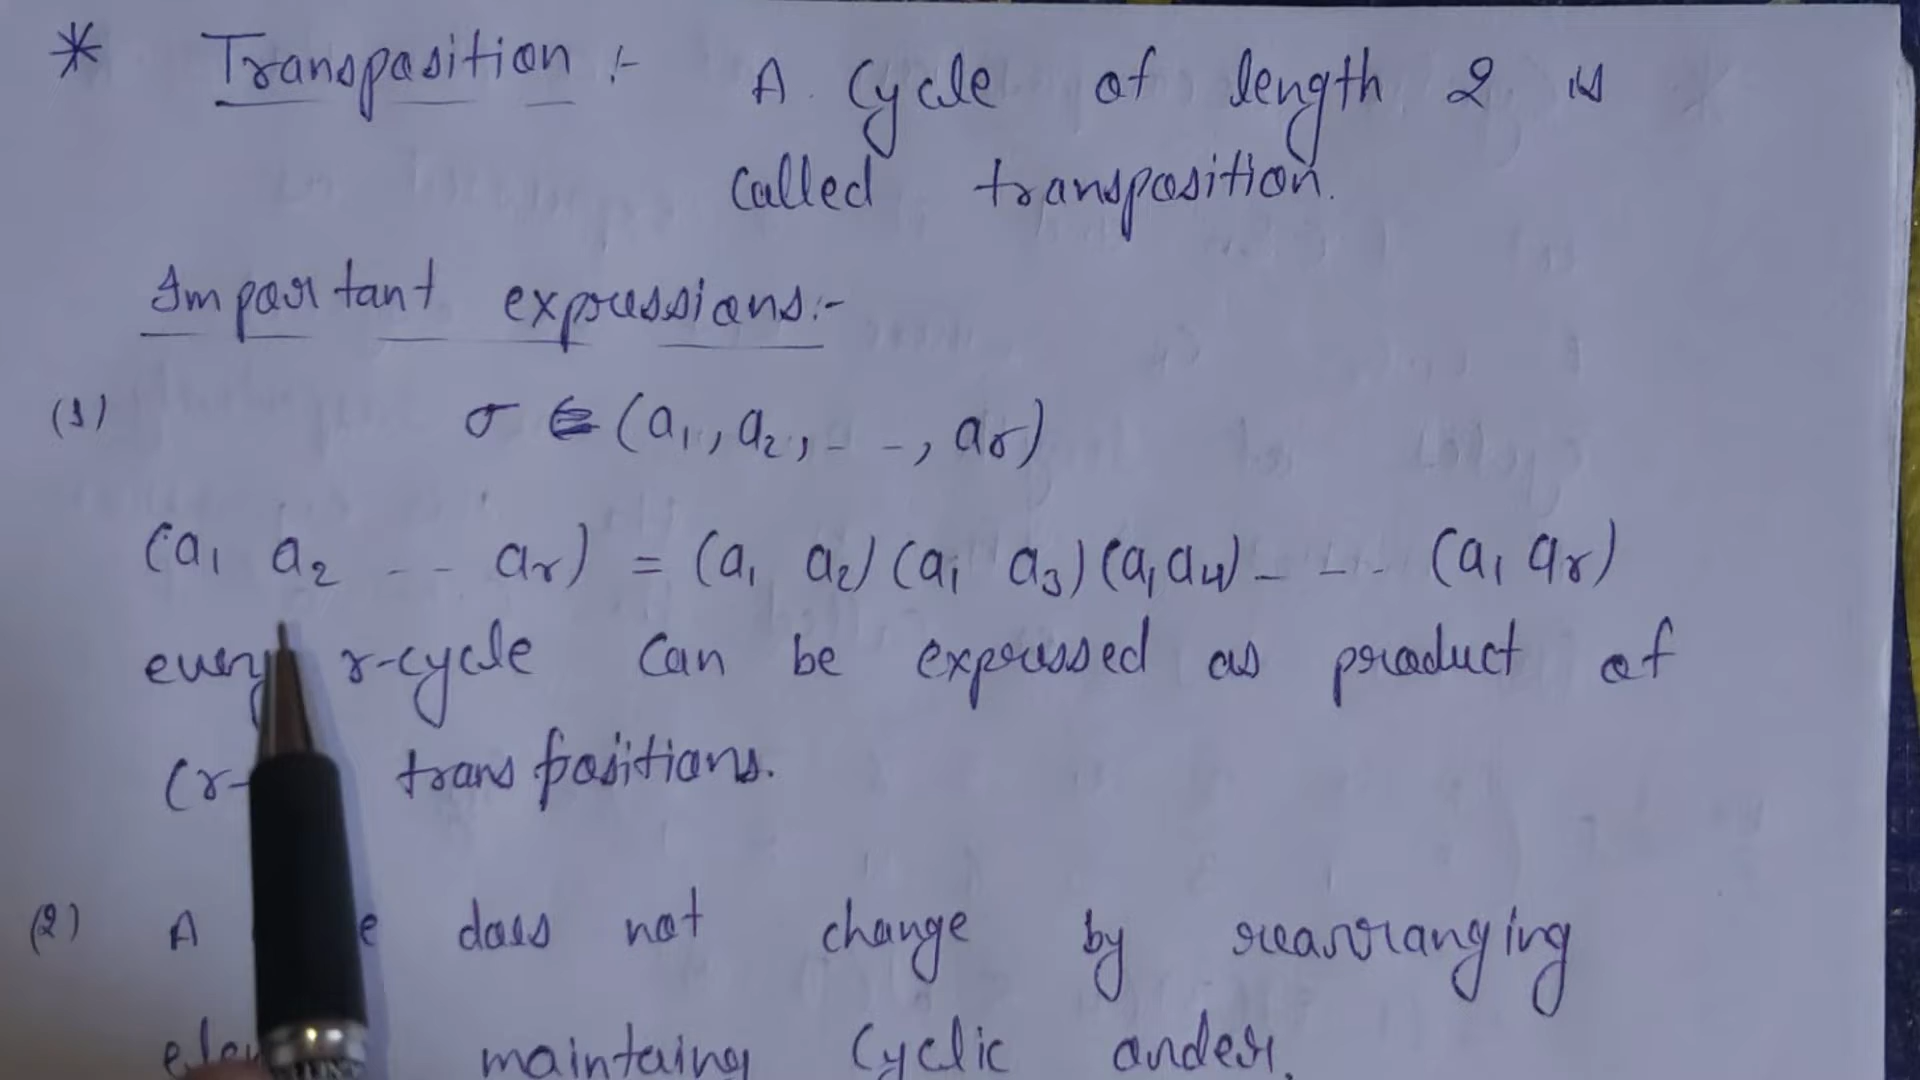 * Transposition :- A Cycle of length 2 is
called transposition.
Important expressions:-
(1) σ (a₁, a₂, - - -, aᵣ)
(a₁ a₂ - - aᵣ) = (a₁ a₂) (a₁ a₃) (a₁ a₄) - - - (a₁ aᵣ)
every r-cycle can be expressed as product of
(r- transpositions.
(2) A does not change by rearranging
maintaing Cyclic order.